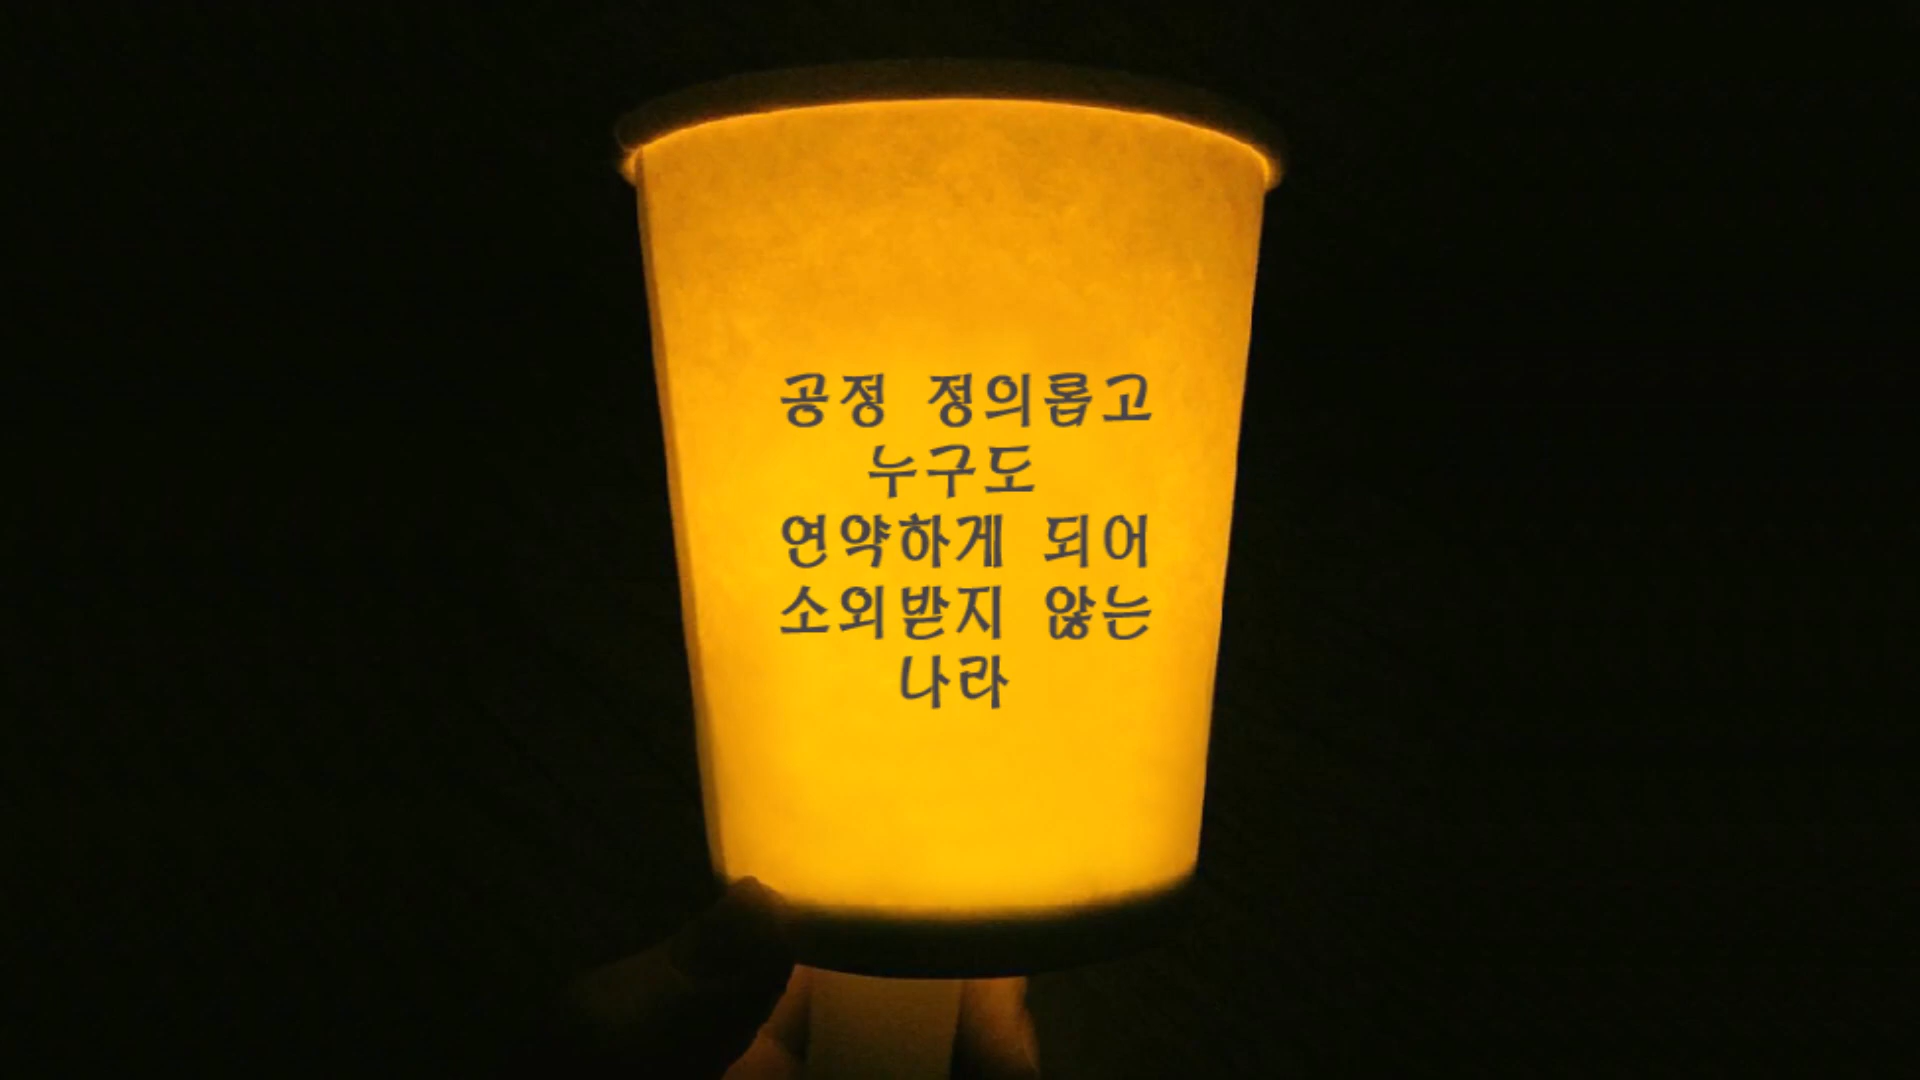 공정 정의롭고
누구도
연약하게 되어
소외받지 않는
나라